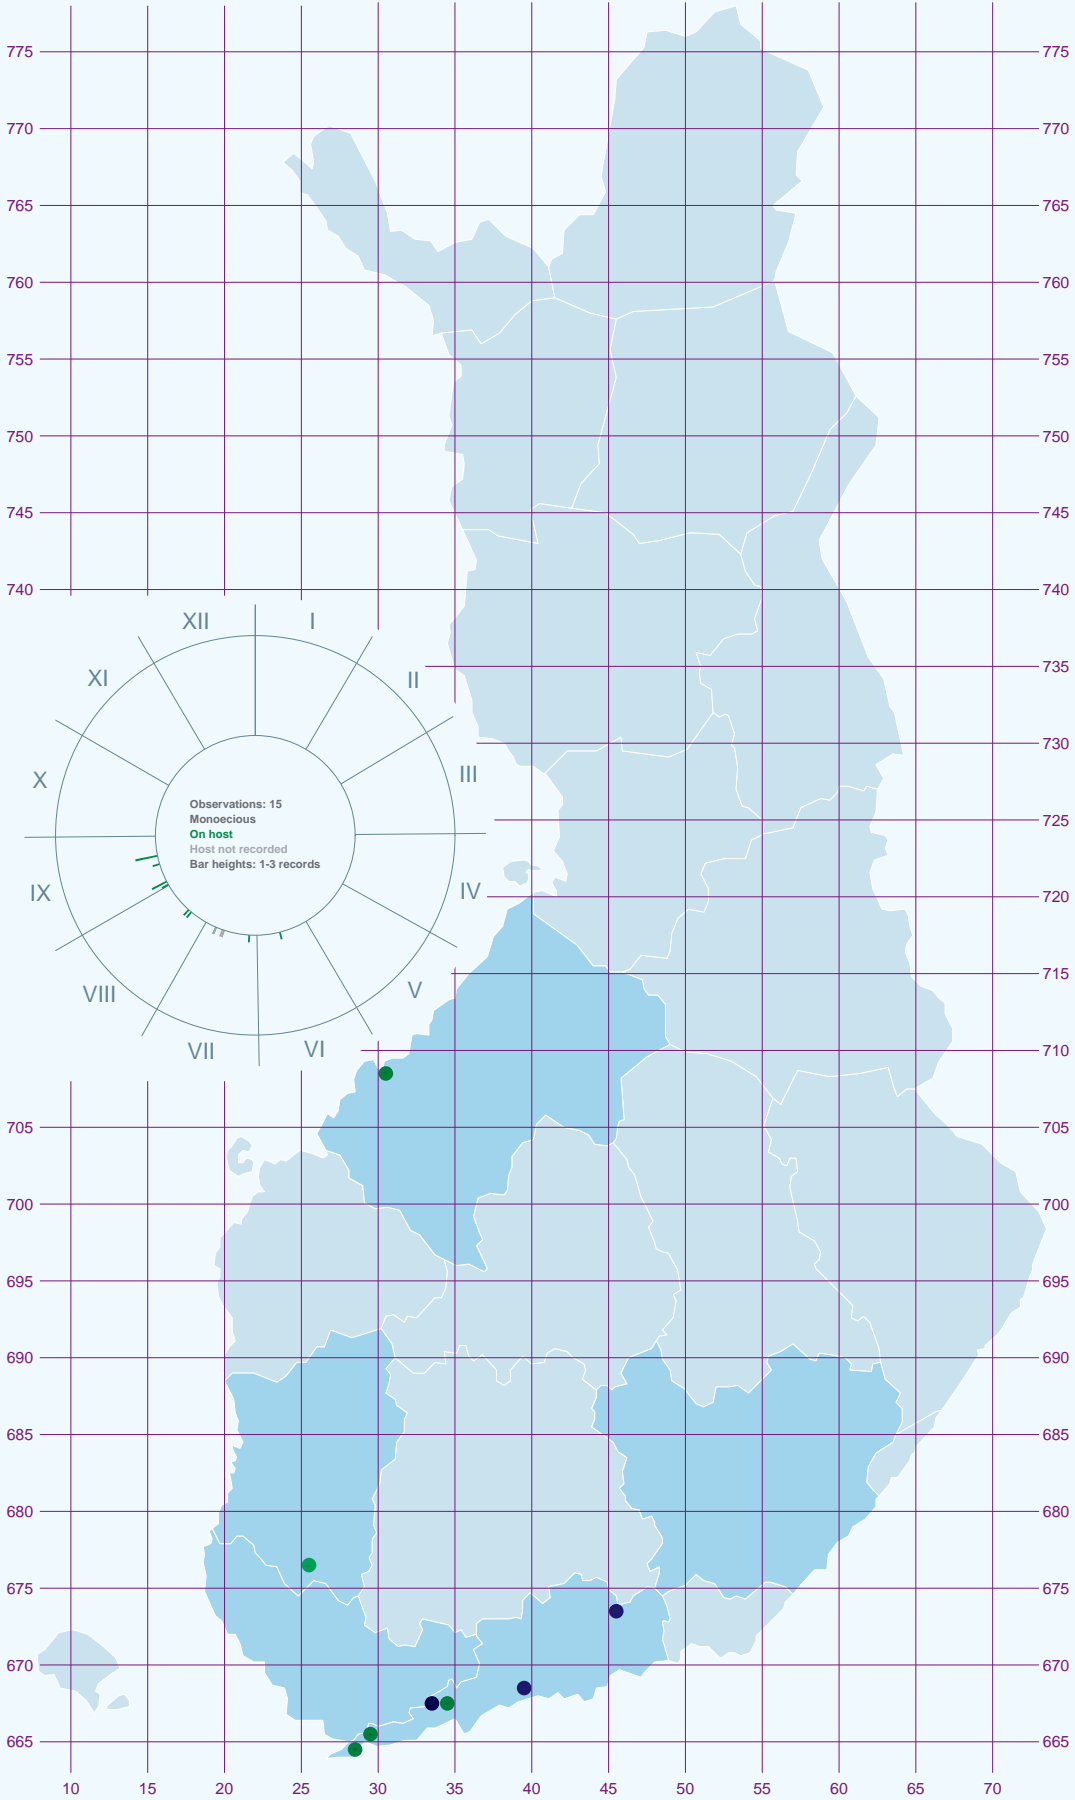 775 775
770 770
765 765
760 760
755 755
750 750
745 745
740 740
735
730
725
720
715
710
XII I
XI II
X III
Observations: 15
Monoecious
On host
Host not recorded
Bar heights: 1-3 records
IX IV
VIII V
VII VI
705 705
700 700
695 695
690 690
685 685
680 680
675 675
670 670
665 665
10 15 20 25 30 35 40 45 50 55 60 65 70